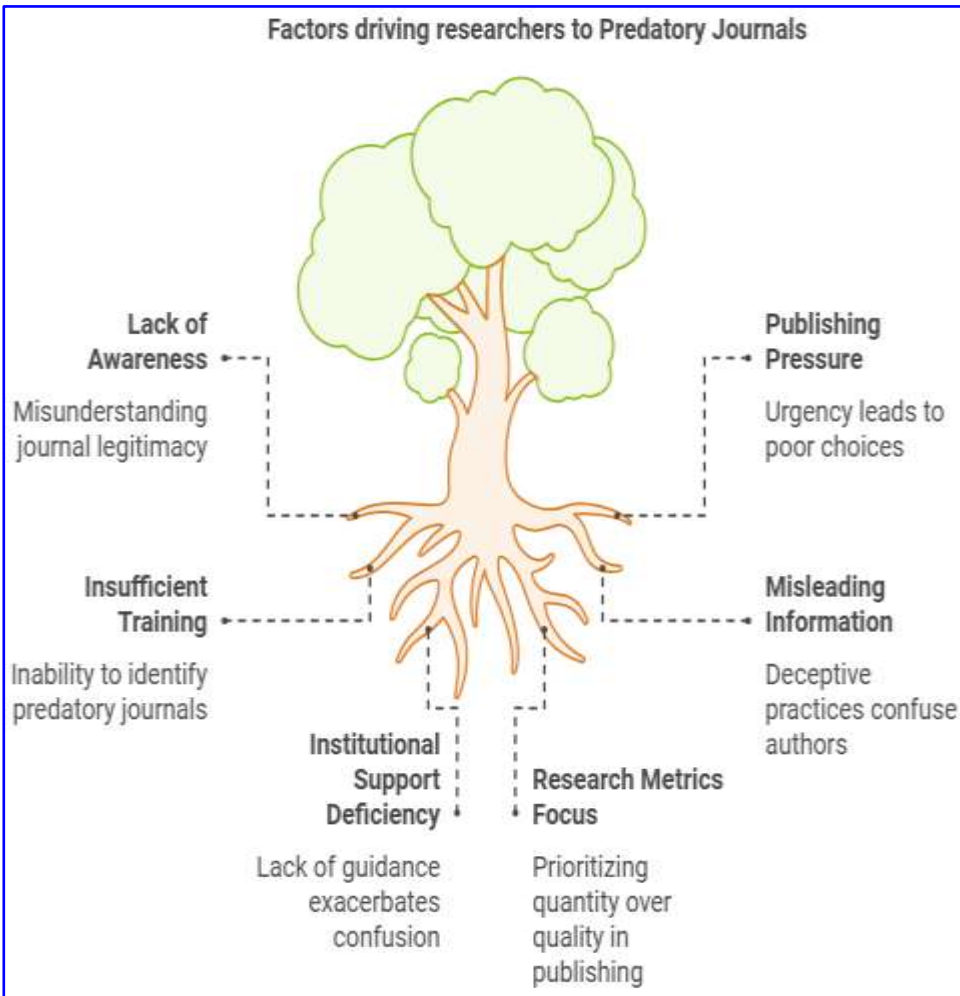 Factors driving researchers to Predatory Journals
Lack of
Awareness
Misunderstanding
journal legitimacy
Publishing
Pressure
Urgency leads to
poor choices
Insufficient
Training
Inability to identify
predatory journals
Misleading
Information
Deceptive
practices confuse
authors
Institutional
Support
Deficiency
Lack of guidance
exacerbates
confusion
Research Metrics
Focus
Prioritizing
quantity over
quality in
publishing